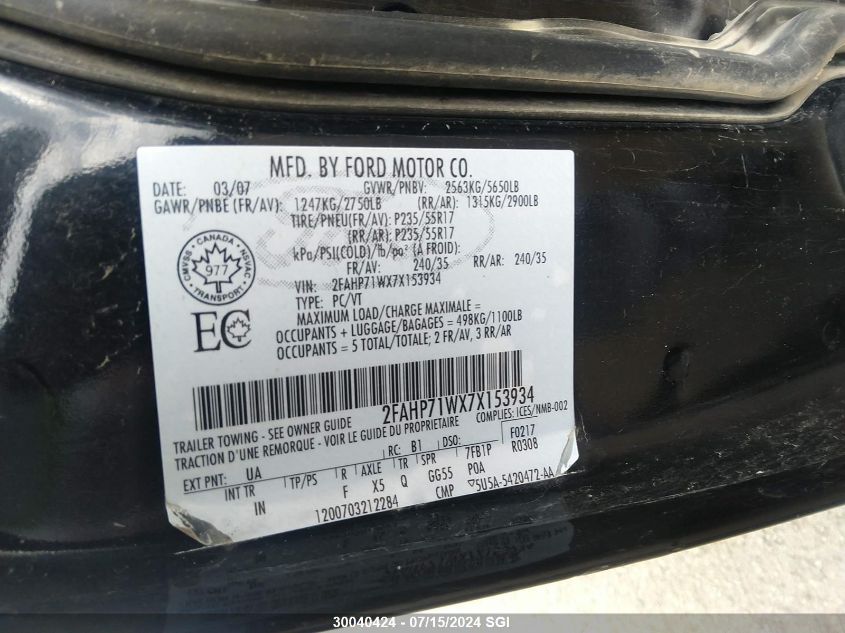 MFD. BY FORD MOTOR CO.
DATE: 03/07 GVWR/PNBV: 2563KG/5650LB
GAWR/PNBE (FR/AV): 1247KG/2750LB (RR/AR): 1315KG/2900LB
TIRE/PNEU(FR/AV): P235/55R17
(RR/AR): P235/55R17
kPa/PSI(COLD)/lb/po² (A FROID):
FR/AV: 240/35 RR/AR: 240/35
VIN: 2FAHP71WX7X153934
TYPE: PC/VT
MAXIMUM LOAD/CHARGE MAXIMALE =
OCCUPANTS + LUGGAGE/BAGAGES = 498KG/1100LB
OCCUPANTS = 5 TOTAL/TOTALE; 2 FR/AV, 3 RR/AR
CANADA
CMVSS NSVAC
977
TRANSPORT
EC
2FAHP71WX7X153934
TRAILER TOWING - SEE OWNER GUIDE COMPLIES: ICES/NMB-002
TRACTION D'UNE REMORQUE - VOIR LE GUIDE DU PROPRIETAIRE
EXT PNT: UA RC: B1 DSO: F0217
INT TR TP/PS R AXLE TR SPR 7FB1P R0308
IN F X5 Q GG55 POA
1200703212284 CMP ▽5U5A-5420472-AA
30040424 - 07/15/2024 SGI